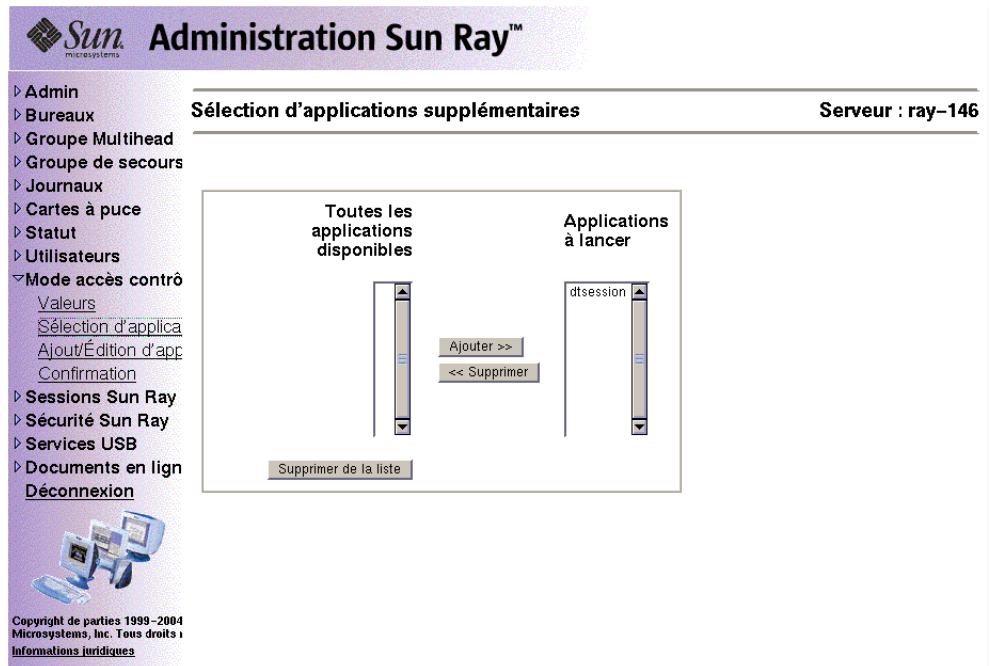 Sun
microsystems
Administration Sun Ray™
Admin
Bureaux
Groupe Multihead
Groupe de secours
Journaux
Cartes à puce
Statut
Utilisateurs
Mode accès contrô
Valeurs
Sélection d'applica
Ajout/Édition d'app
Confirmation
Sessions Sun Ray
Sécurité Sun Ray
Services USB
Documents en lign
Déconnexion
Copyright de parties 1999-2004
Microsystems, Inc. Tous droits
Informations juridiques
Sélection d'applications supplémentaires
Serveur : ray-146
Toutes les
applications
disponibles
Applications
à lancer
dtsession
Ajouter >>
<< Supprimer
Supprimer de la liste